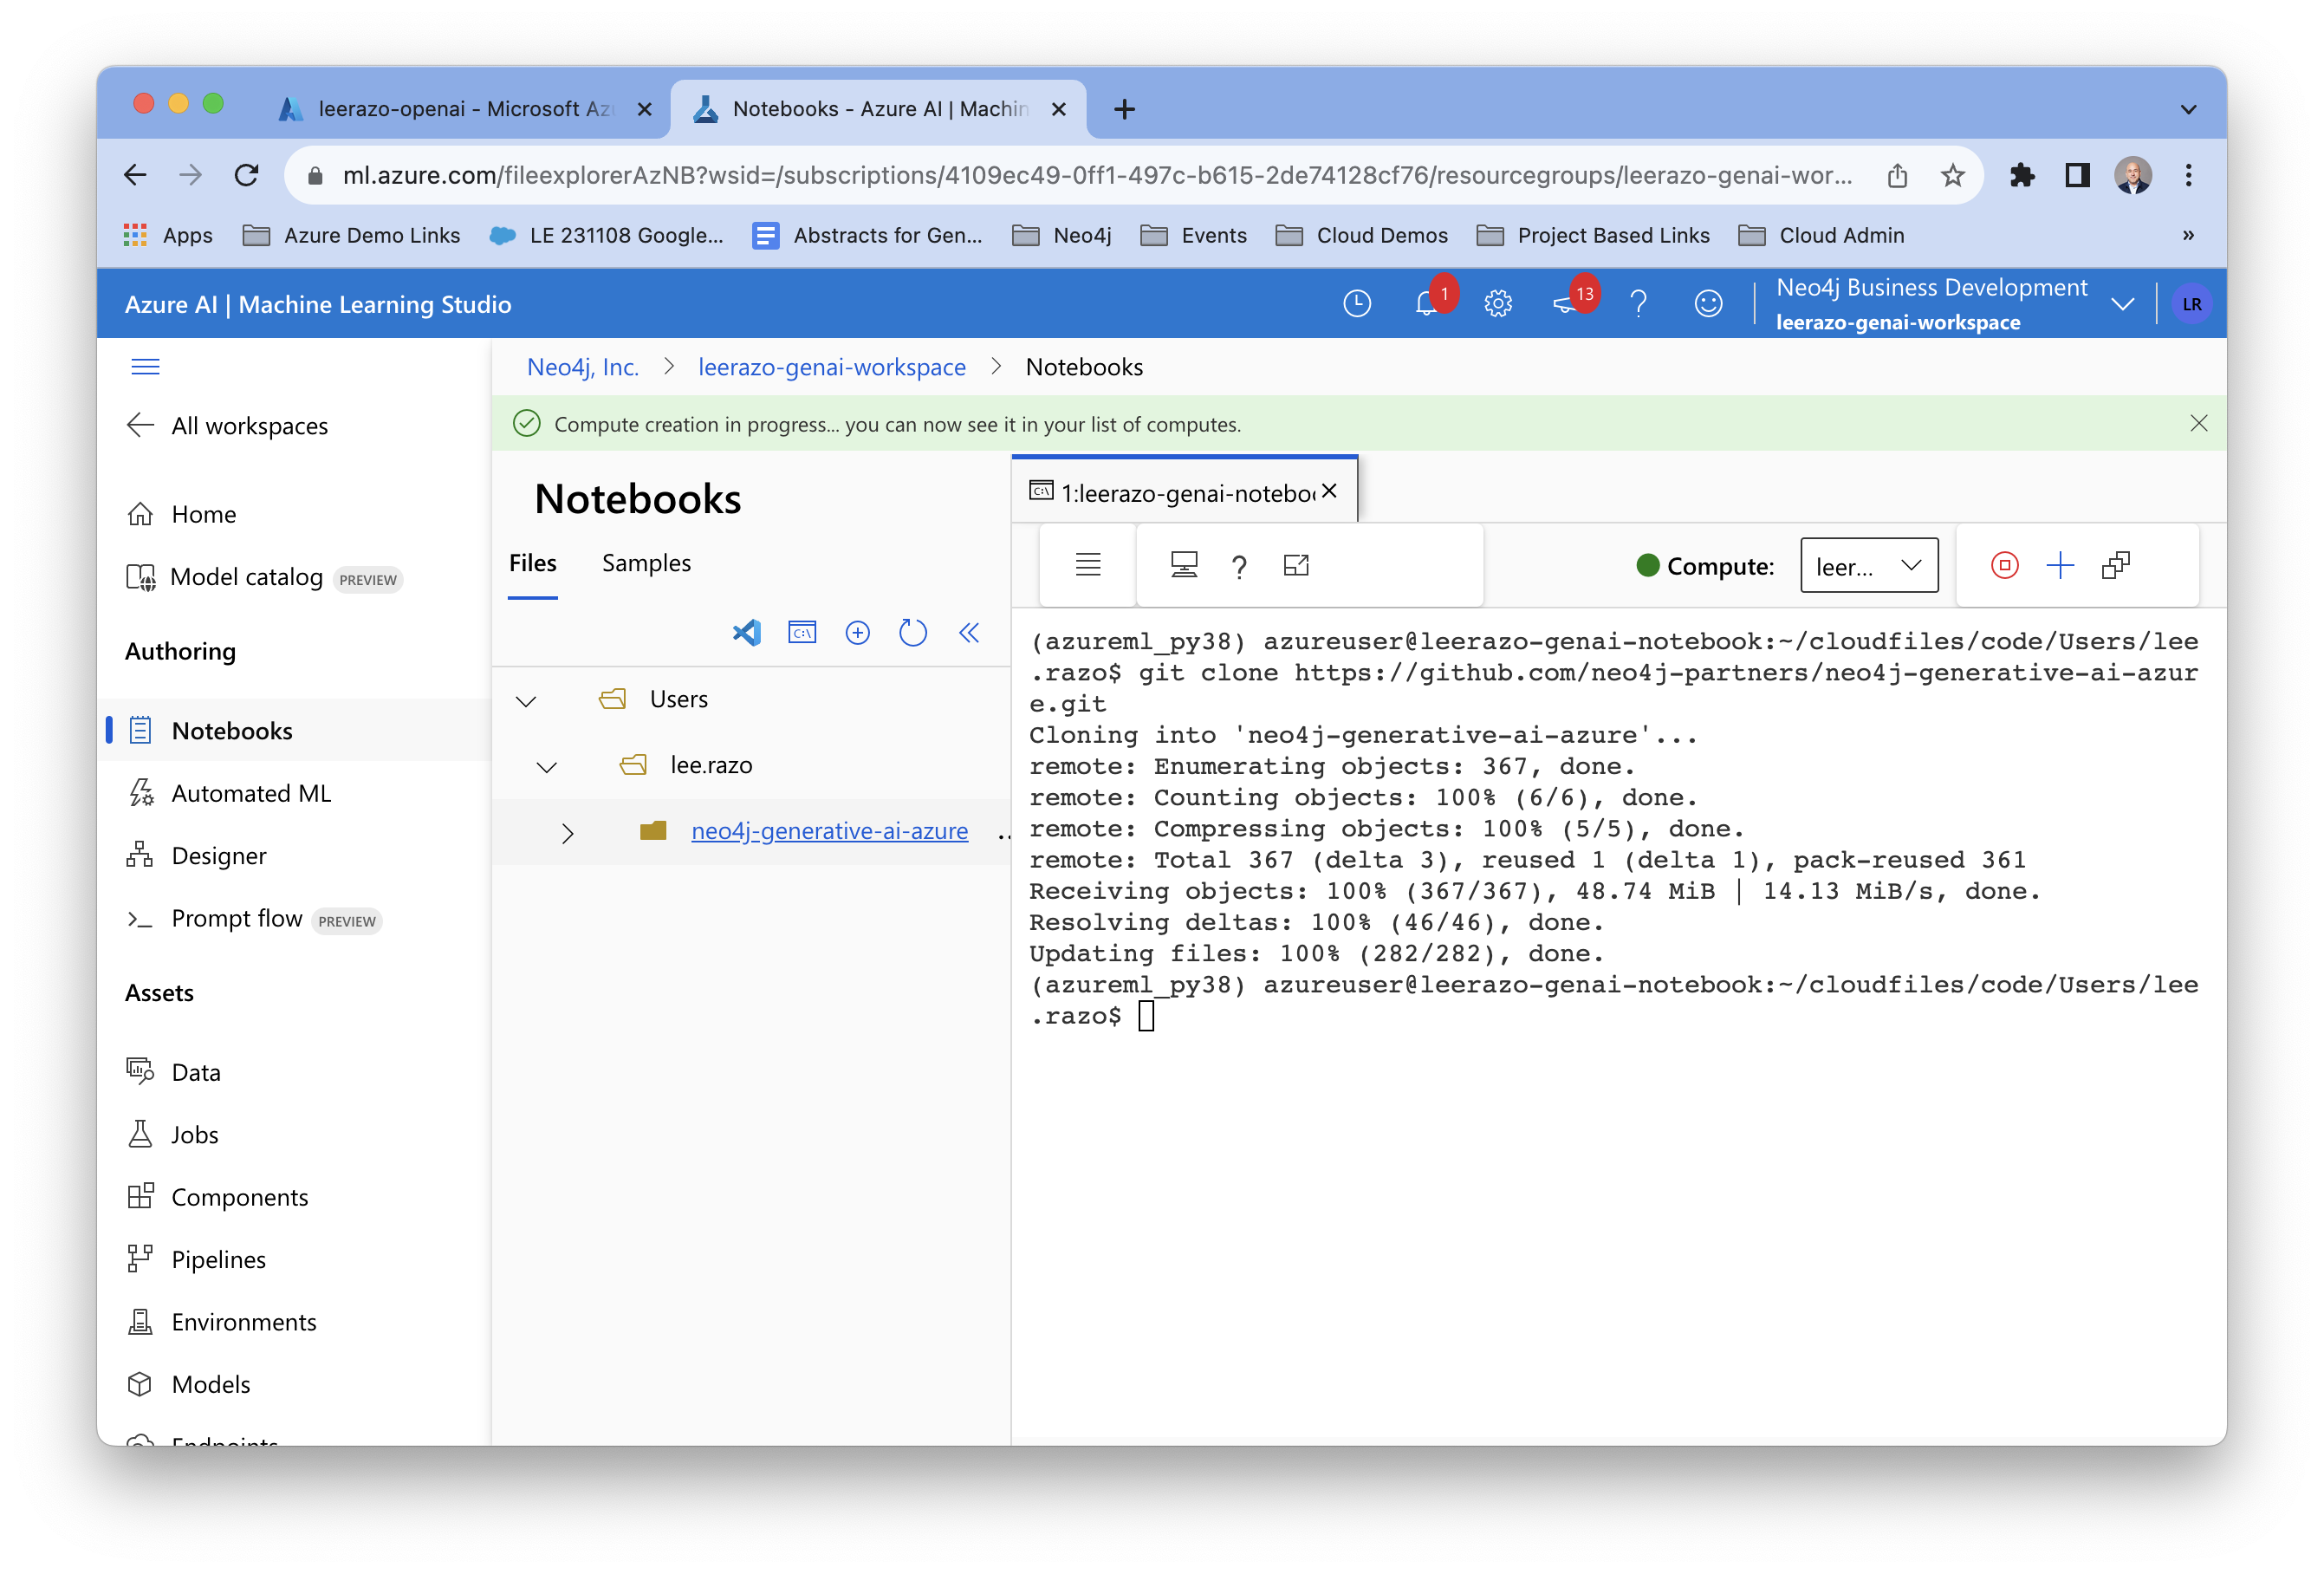 leerazo-openai - Microsoft Az
Notebooks - Azure AI | Machin
ml.azure.com/fileexplorerAzNB?wsid=/subscriptions/4109ec49-0ff1-497c-b615-2de74128cf76/resourcegroups/leerazo-genai-wor...
Apps
Azure Demo Links
LE 231108 Google...
Abstracts for Gen...
Neo4j
Events
Cloud Demos
Project Based Links
Cloud Admin
»
Azure AI | Machine Learning Studio
1
13
Neo4j Business Development
leerazo-genai-workspace
LR
All workspaces
Home
Model catalog PREVIEW
Authoring
Notebooks
Automated ML
Designer
Prompt flow PREVIEW
Assets
Data
Jobs
Components
Pipelines
Environments
Models
Endpoints
Neo4j, Inc. > leerazo-genai-workspace > Notebooks
Compute creation in progress... you can now see it in your list of computes.
Notebooks
Files
Samples
Users
lee.razo
neo4j-generative-ai-azure ..
1:leerazo-genai-notebo
Compute:
leer...
(azureml_py38) azureuser@leerazo-genai-notebook:~/cloudfiles/code/Users/lee
.razo$ git clone https://github.com/neo4j-partners/neo4j-generative-ai-azur
e.git
Cloning into 'neo4j-generative-ai-azure'...
remote: Enumerating objects: 367, done.
remote: Counting objects: 100% (6/6), done.
remote: Compressing objects: 100% (5/5), done.
remote: Total 367 (delta 3), reused 1 (delta 1), pack-reused 361
Receiving objects: 100% (367/367), 48.74 MiB | 14.13 MiB/s, done.
Resolving deltas: 100% (46/46), done.
Updating files: 100% (282/282), done.
(azureml_py38) azureuser@leerazo-genai-notebook:~/cloudfiles/code/Users/lee
.razo$